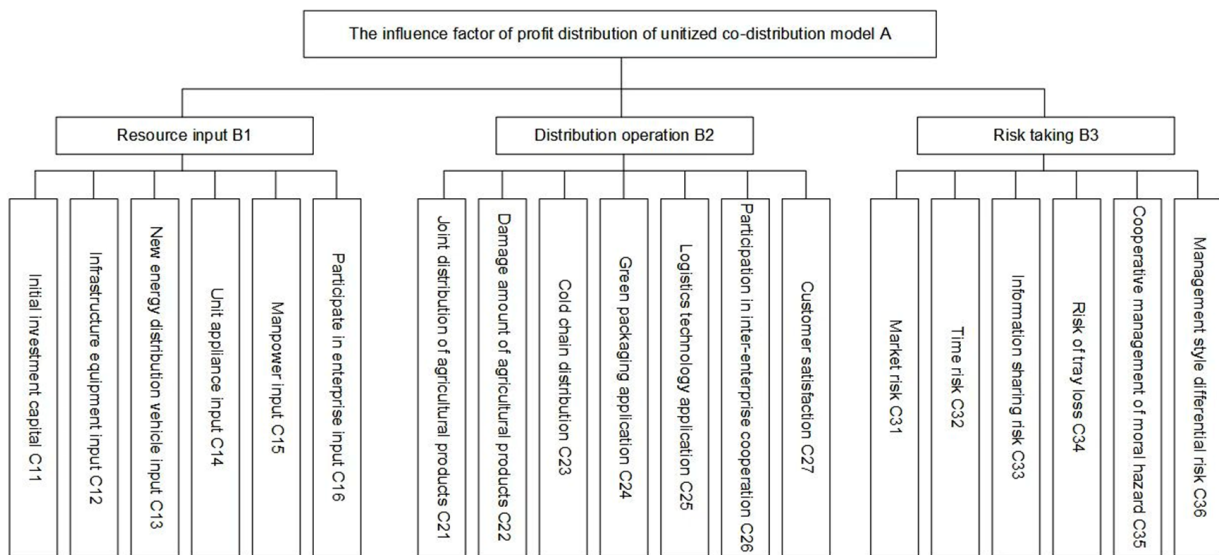 The influence factor of profit distribution of unitized co-distribution model A
Resource input B1
Distribution operation B2
Risk taking B3
Initial investment capital C11
Infrastructure equipment input C12
New energy distribution vehicle input C13
Unit appliance input C14
Manpower input C15
Participate in enterprise input C16
Joint distribution of agricultural products C21
Damage amount of agricultural products C22
Cold chain distribution C23
Green packaging application C24
Logistics technology application C25
Participation in inter-enterprise cooperation C26
Customer satisfaction C27
Market risk C31
Time risk C32
Information sharing risk C33
Risk of tray loss C34
Cooperative management of moral hazard C35
Management style differential risk C36